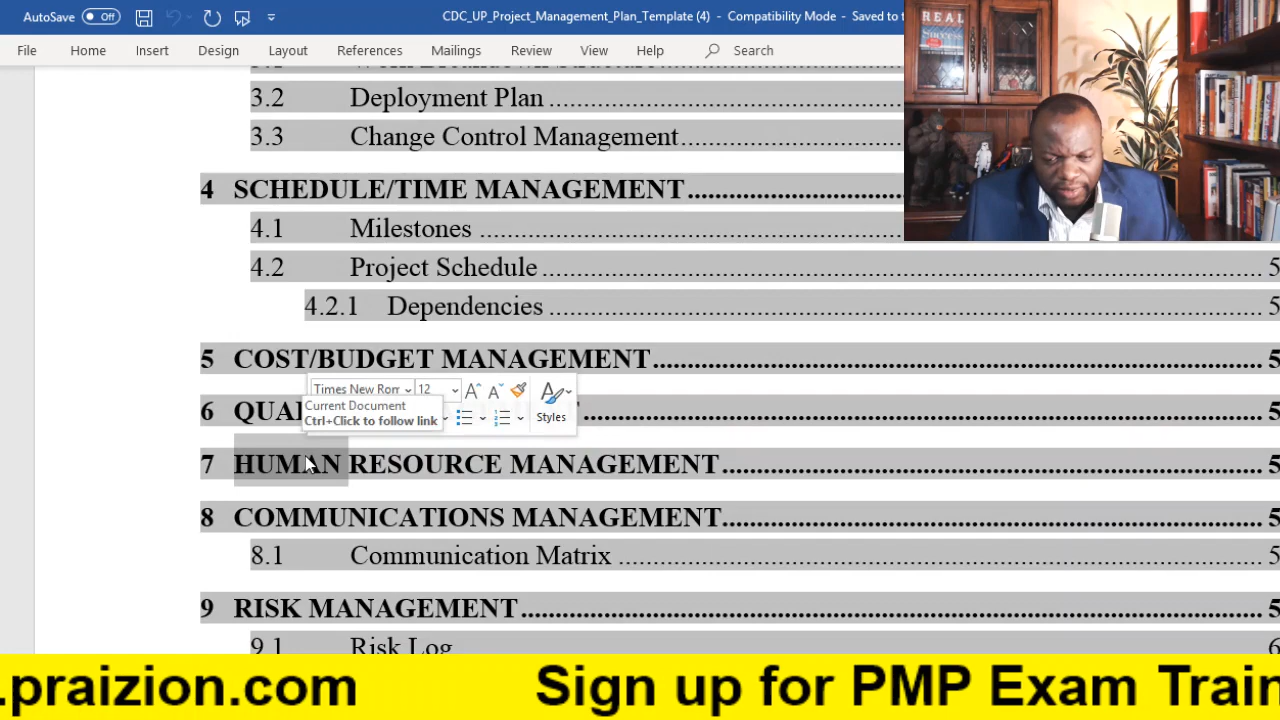 AutoSave Off CDC_UP_Project_Management_Plan_Template (4) - Compatibility Mode - Saved to t
File Home Insert Design Layout References Mailings Review View Help Search
3.2 Deployment Plan
3.3 Change Control Management
4 SCHEDULE/TIME MANAGEMENT
4.1 Milestones
4.2 Project Schedule 5
4.2.1 Dependencies 5
5 COST/BUDGET MANAGEMENT 5
Times New Rom 12
Current Document
6 QUA 5
Ctrl+Click to follow link Styles
7 HUMAN RESOURCE MANAGEMENT 5
8 COMMUNICATIONS MANAGEMENT 5
8.1 Communication Matrix 5
9 RISK MANAGEMENT 5
9.1 Risk Log 6
.praizion.com Sign up for PMP Exam Train
REAL
Success